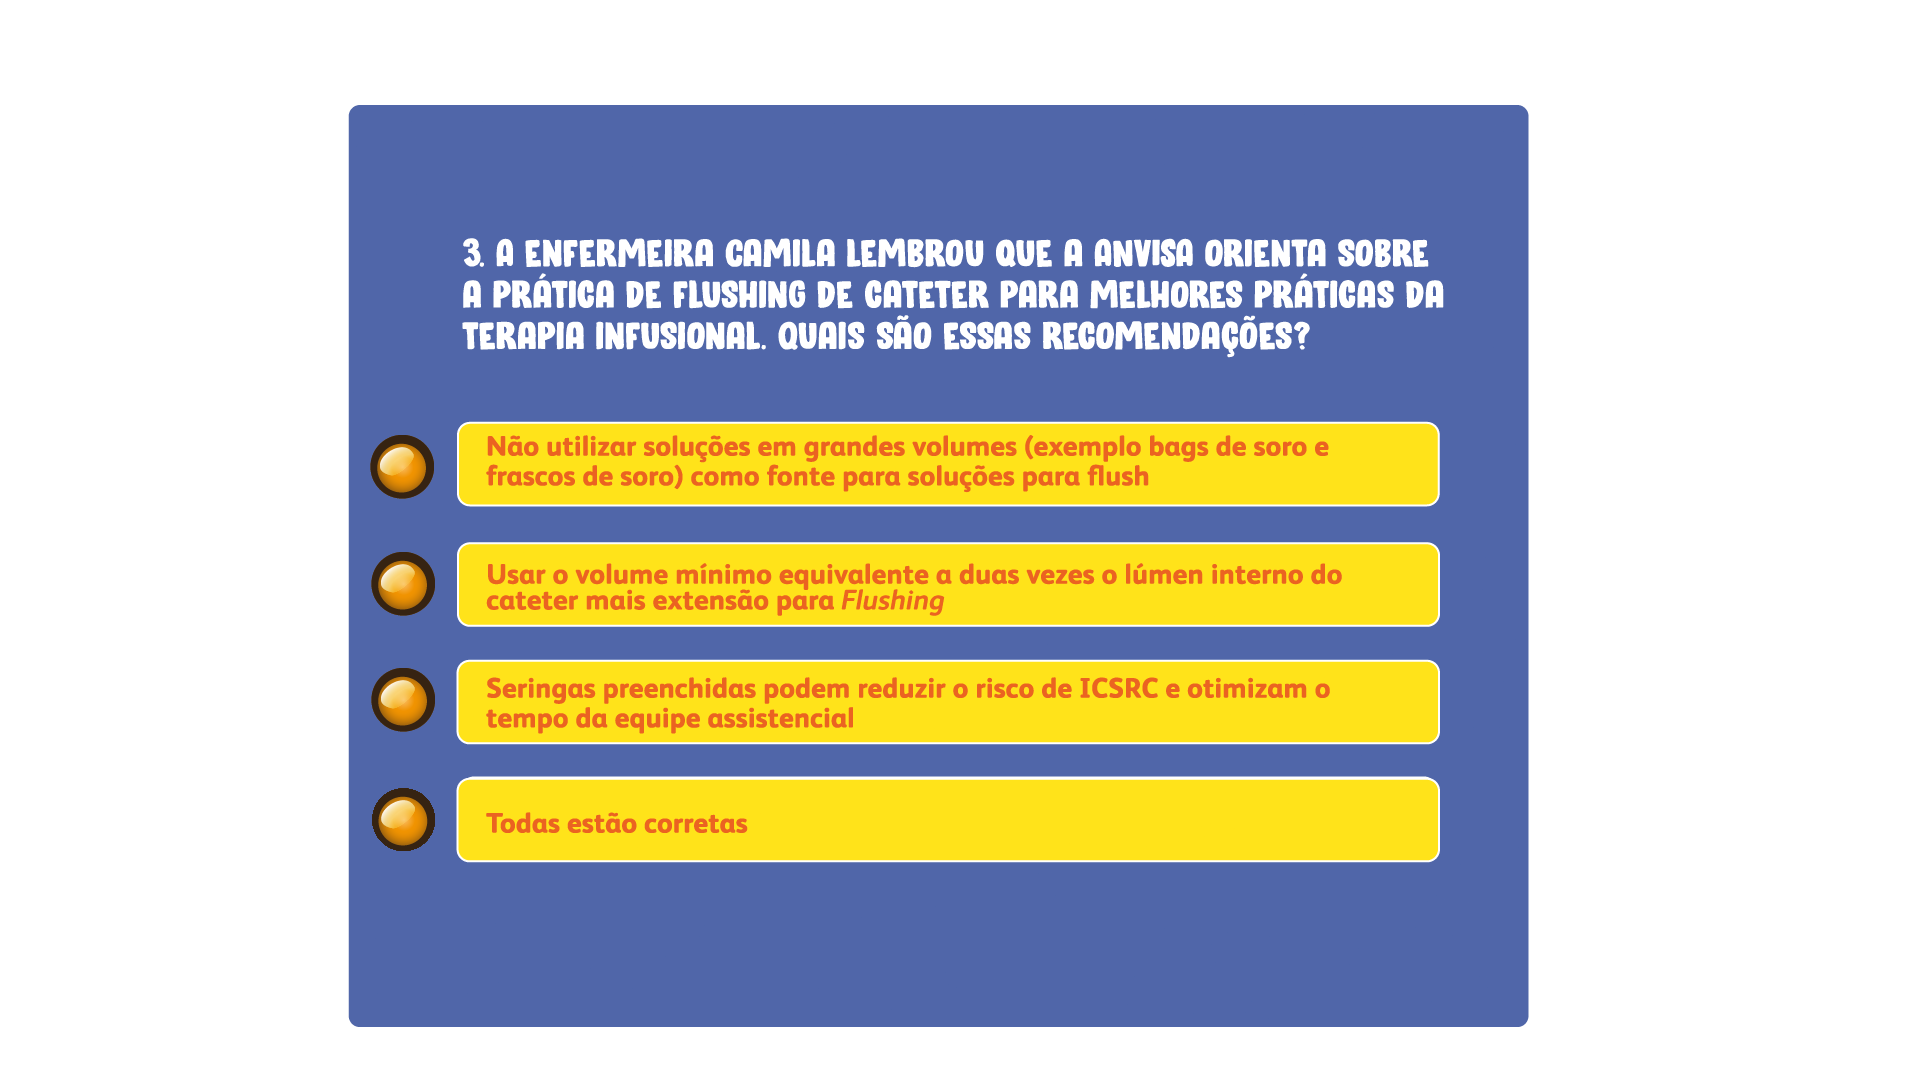 3. A ENFERMEIRA CAMILA LEMBROU QUE A ANVISA ORIENTA SOBRE
A PRÁTICA DE FLUSHING DE CATETER PARA MELHORES PRÁTICAS DA
TERAPIA INFUSIONAL. QUAIS SÃO ESSAS RECOMENDAÇÕES?
Não utilizar soluções em grandes volumes (exemplo bags de soro e
frascos de soro) como fonte para soluções para flush
Usar o volume mínimo equivalente a duas vezes o lúmen interno do
cateter mais extensão para Flushing
Seringas preenchidas podem reduzir o risco de ICSRC e otimizam o
tempo da equipe assistencial
Todas estão corretas